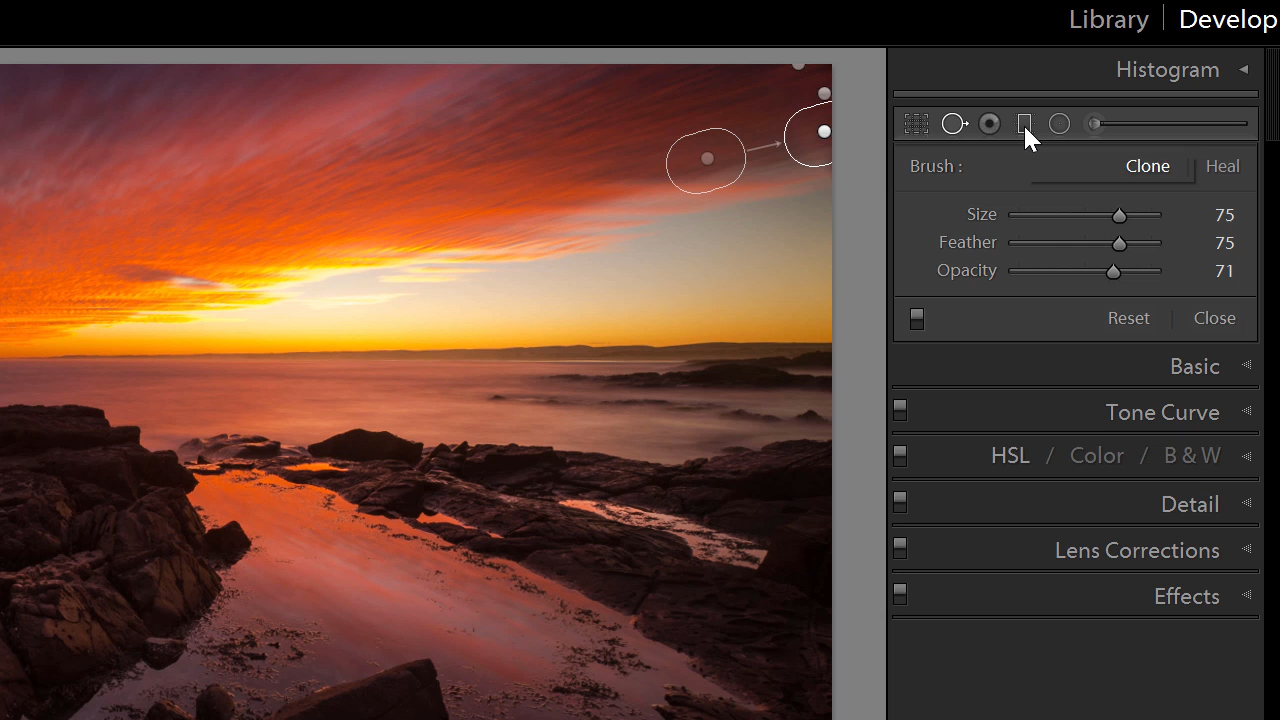 Library Develop
Histogram
Brush : Clone Heal
Size 75
Feather 75
Opacity 71
Reset Close
Basic
Tone Curve
HSL / Color / B & W
Detail
Lens Corrections
Effects